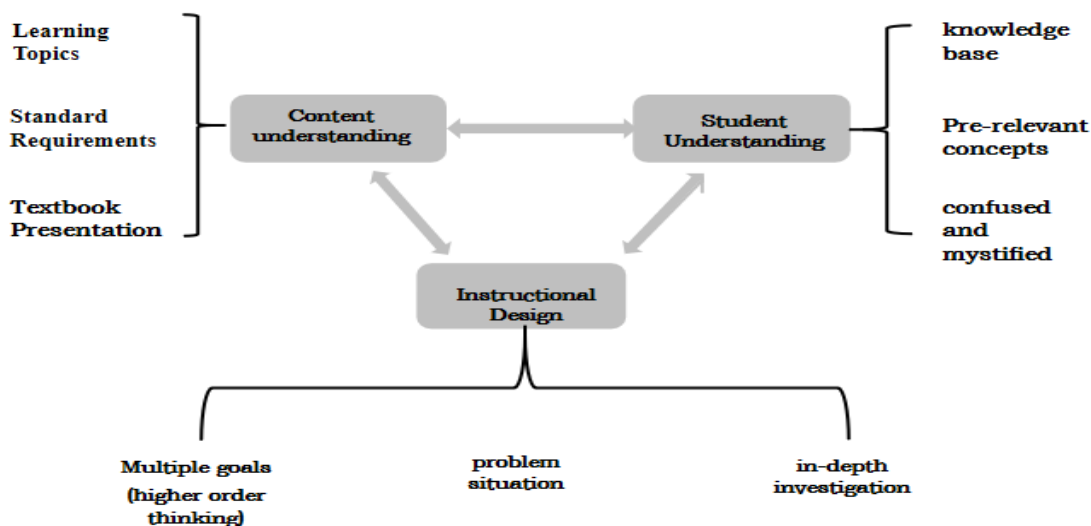 Learning
Topics
Standard
Requirements
Textbook
Presentation
Content
understanding
Student
Understanding
knowledge
base
Pre-relevant
concepts
confused
and
mystified
Instructional
Design
Multiple goals
(higher order
thinking)
problem
situation
in-depth
investigation